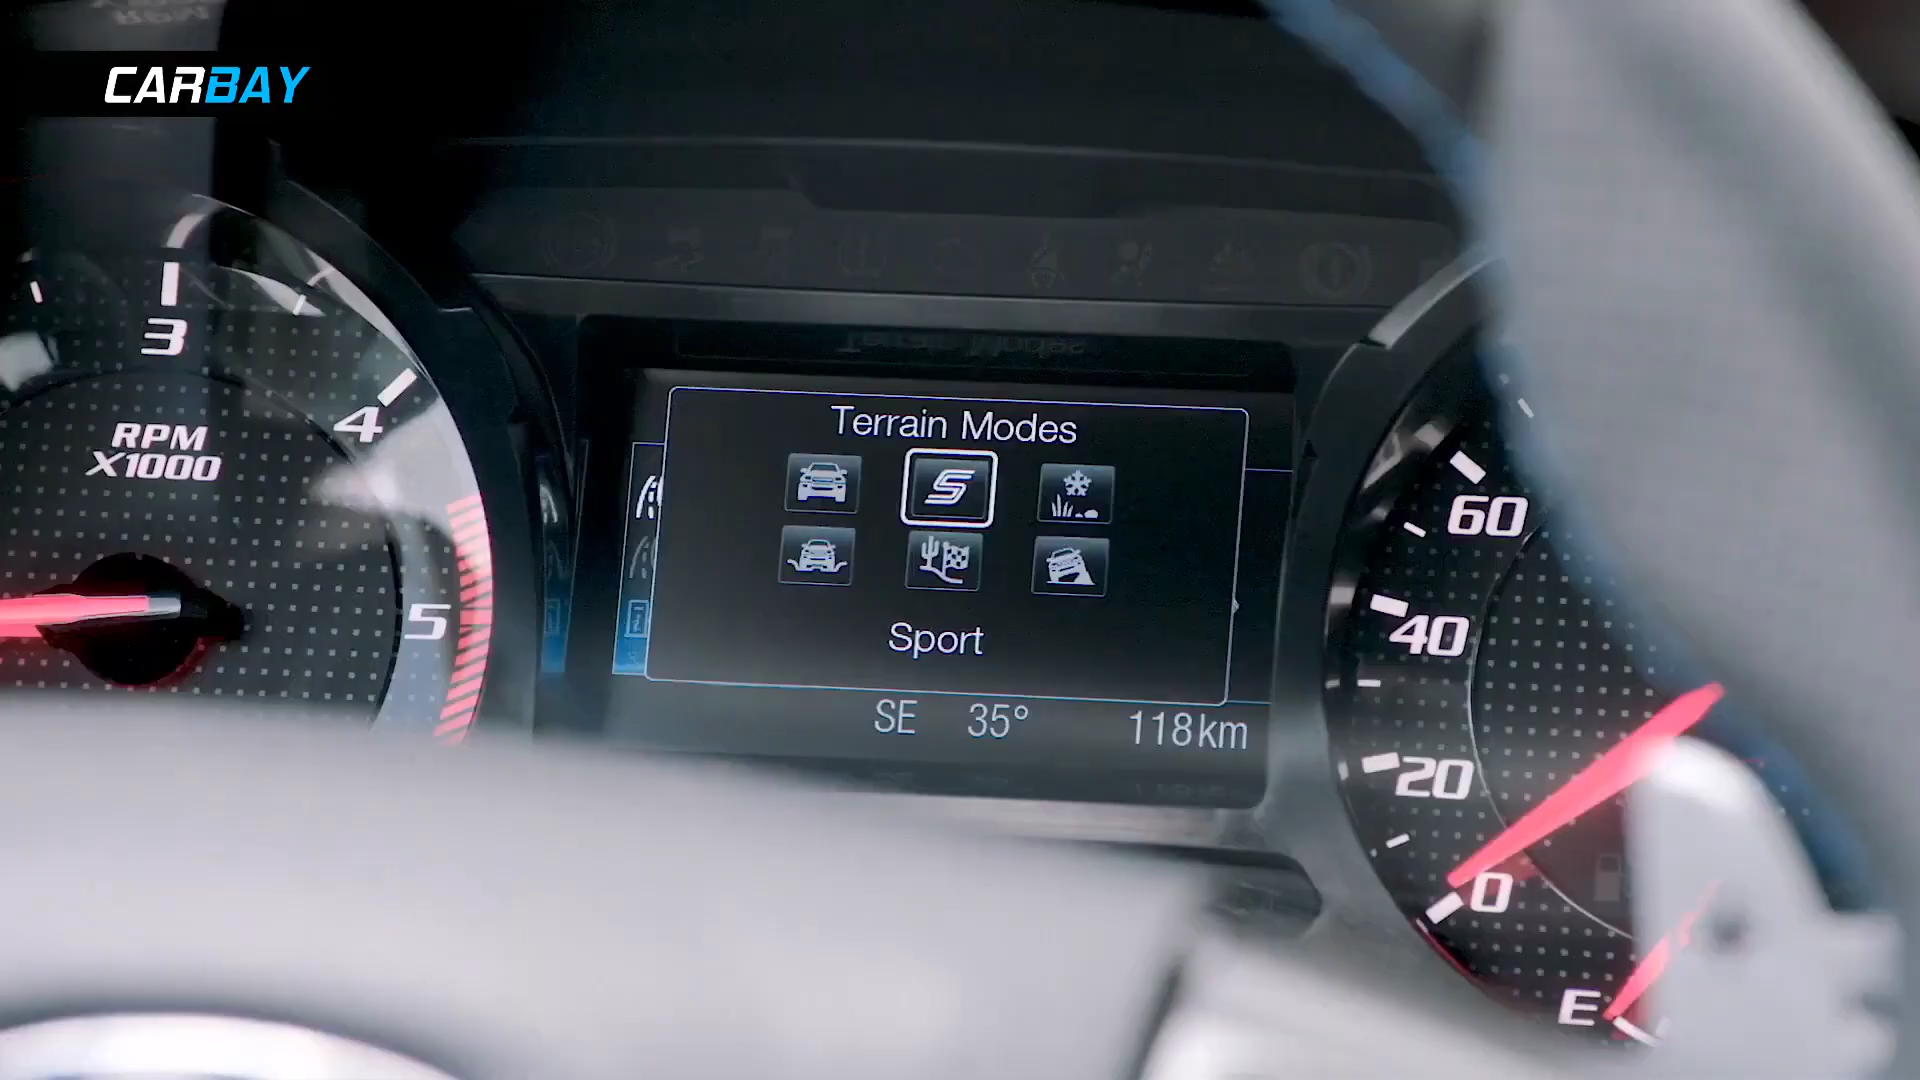 CARBAY
3
4
RPM
X1000
5
Terrain Modes
Sport
SE 35° 118km
60
40
20
0
E